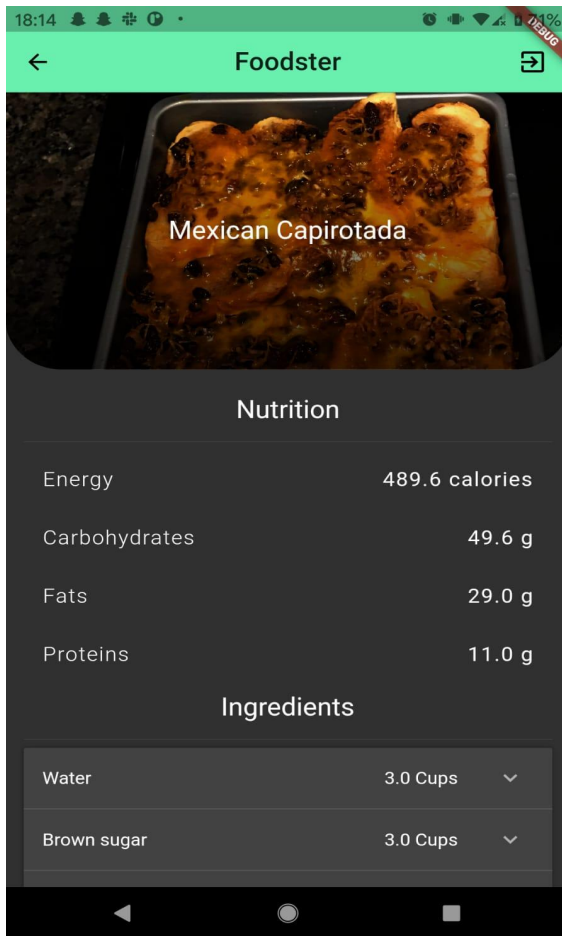 18:14 71%
DEBUG
Foodster
Mexican Capirotada
Nutrition
Energy 489.6 calories
Carbohydrates 49.6 g
Fats 29.0 g
Proteins 11.0 g
Ingredients
Water 3.0 Cups
Brown sugar 3.0 Cups